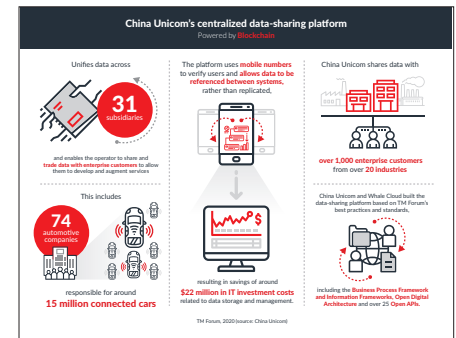 China Unicom's centralized data-sharing platform
Powered by Blockchain
Unifies data across
31
subsidiaries
and enables the operator to share and
trade data with enterprise customers to allow
them to develop and augment services
This includes
74
automotive
companies
responsible for around
15 million connected cars
The platform uses mobile numbers
to verify users and allows data to be
referenced between systems,
rather than replicated,
$
resulting in savings of around
$22 million in IT investment costs
related to data storage and management.
China Unicom shares data with
over 1,000 enterprise customers
from over 20 industries
China Unicom and Whale Cloud built the
data-sharing platform based on TM Forum's
best practices and standards,
including the Business Process Framework
and Information Frameworks, Open Digital
Architecture and over 25 Open APIs.
TM Forum, 2020 (source: China Unicom)